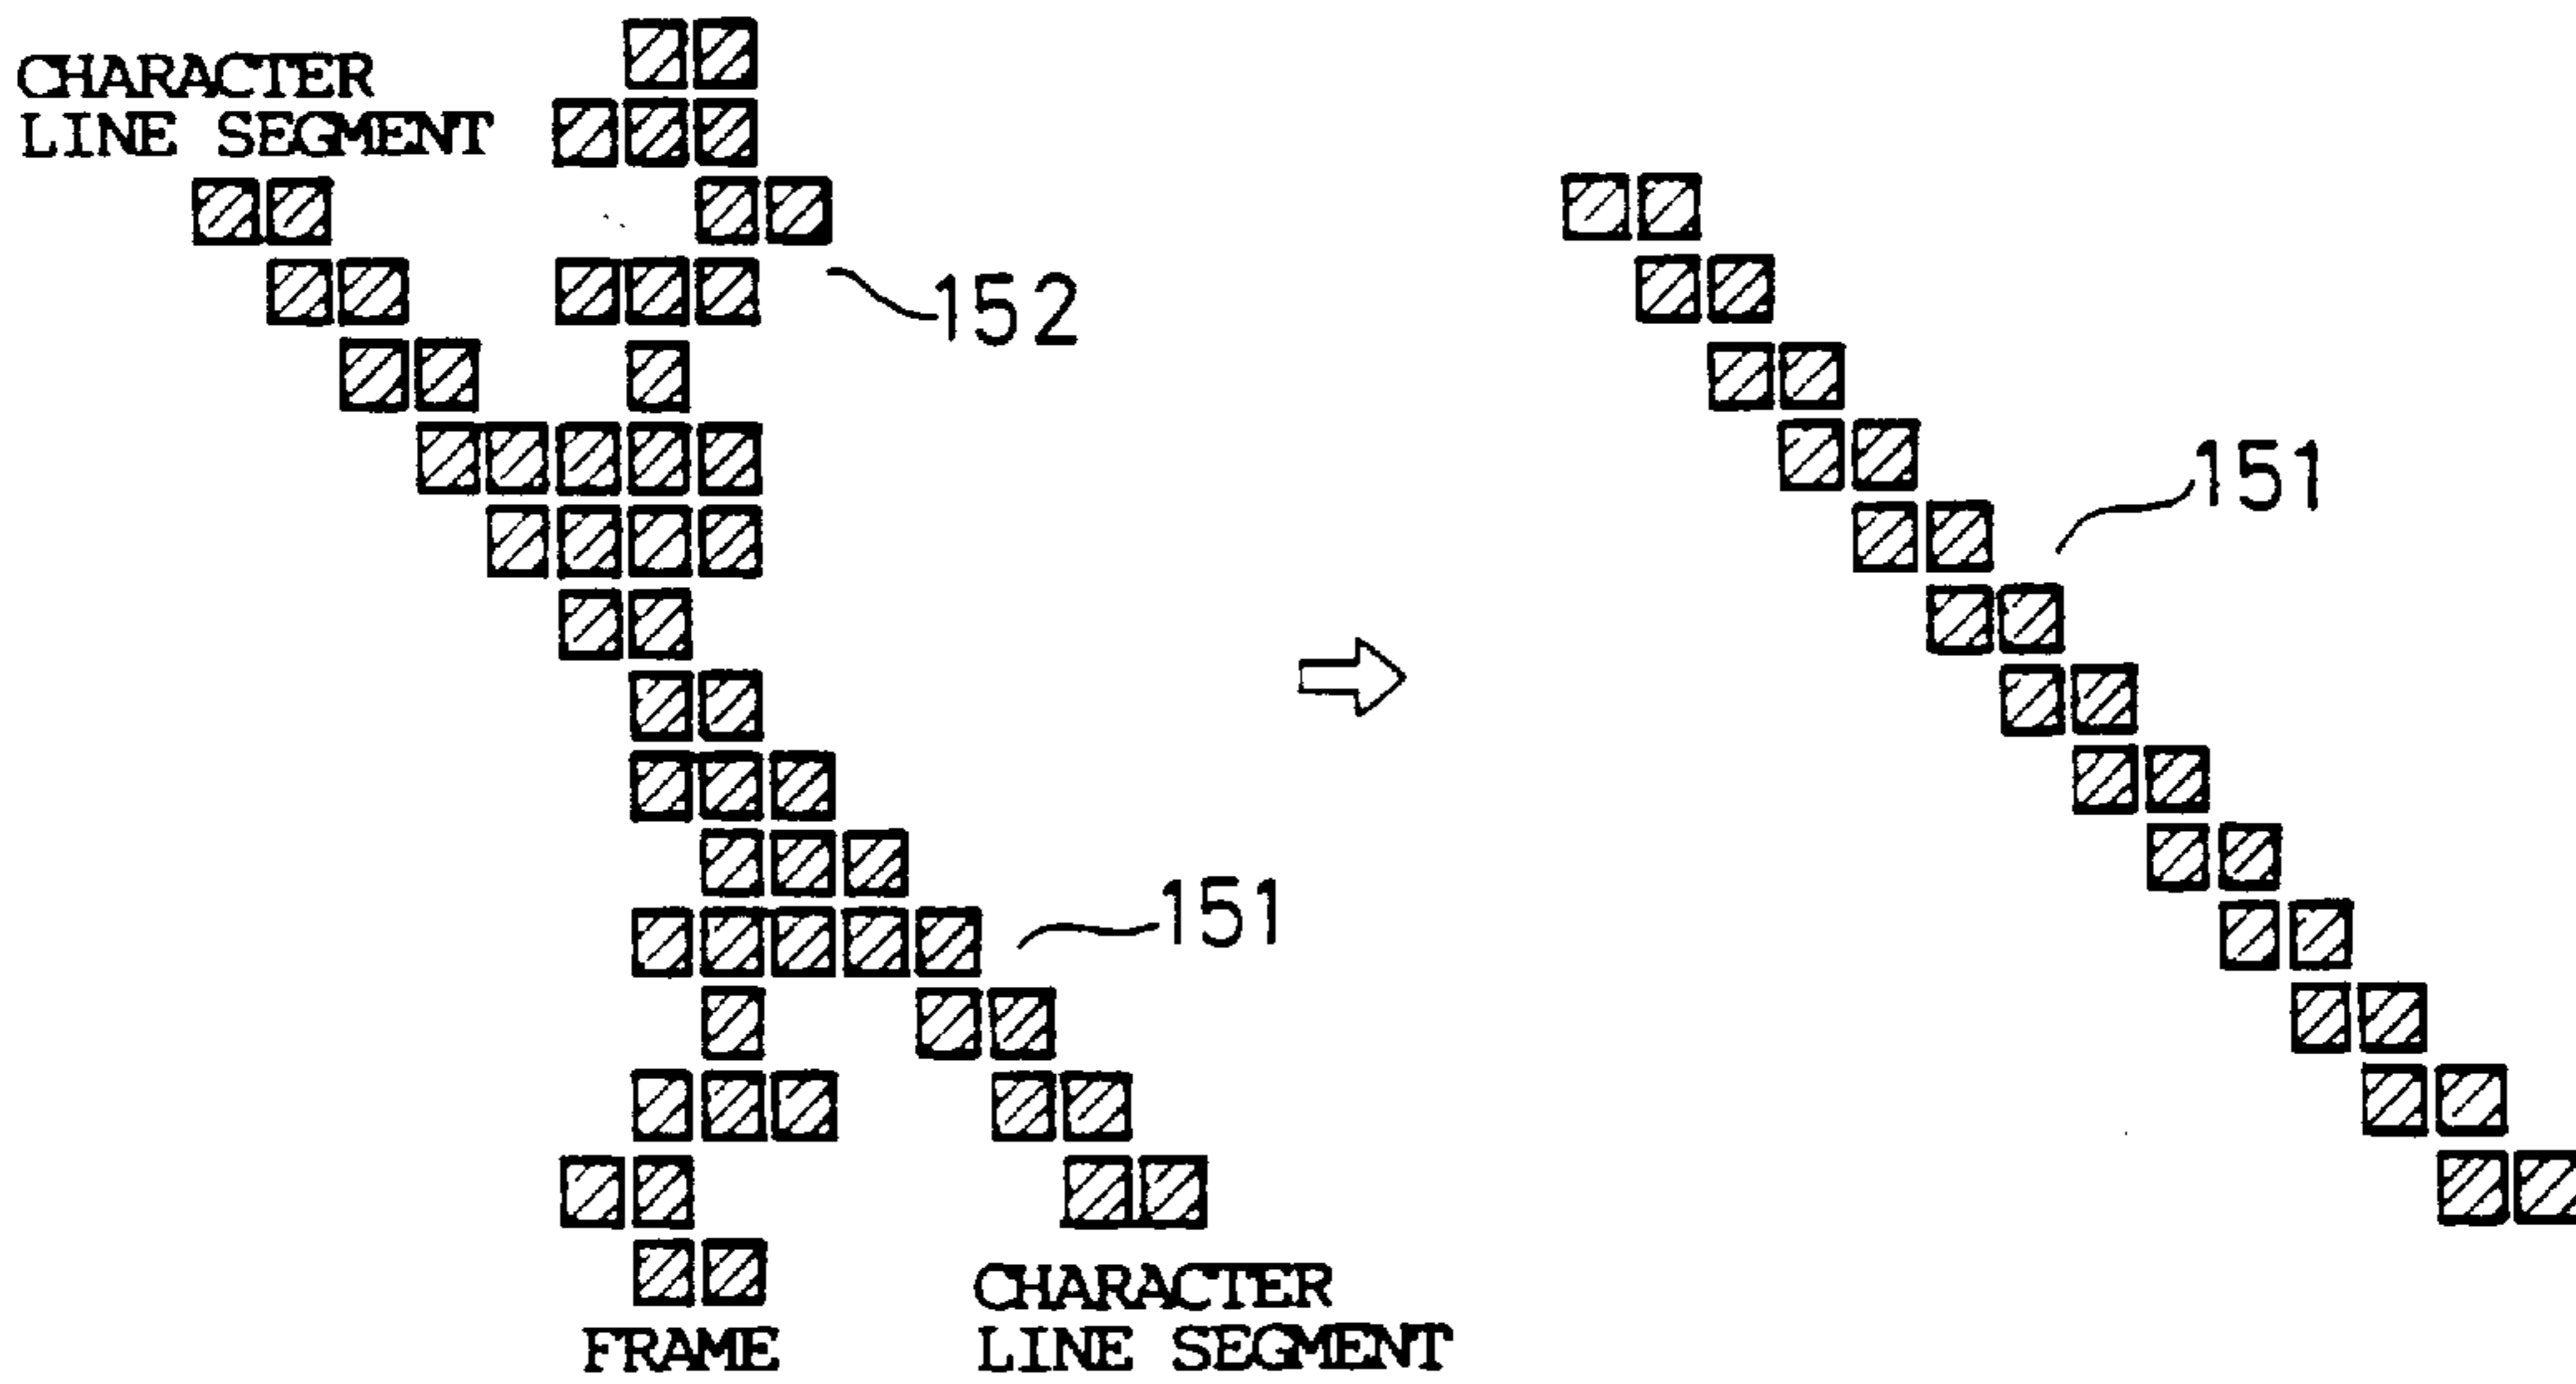 CHARACTER
LINE SEGMENT
152
151
151
CHARACTER
LINE SEGMENT
FRAME